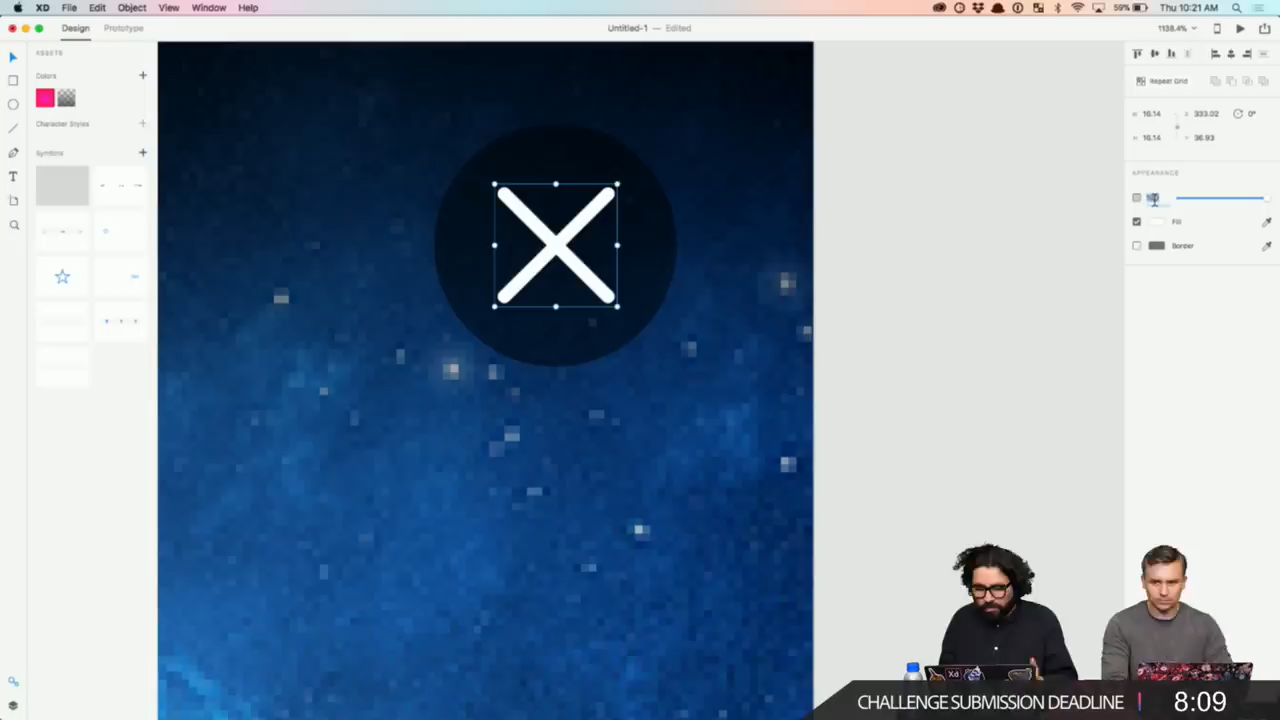 XD File Edit Object View Window Help
59% Thu 10:21 AM
Design Prototype
Untitled-1 — Edited
1138.4%
ASSETS
Colors
Character Styles
Symbols
Repeat Grid
W 16.14 X 333.02 0°
H 16.14 Y 36.93
APPEARANCE
Fill
Border
Xd
CHALLENGE SUBMISSION DEADLINE | 8:09